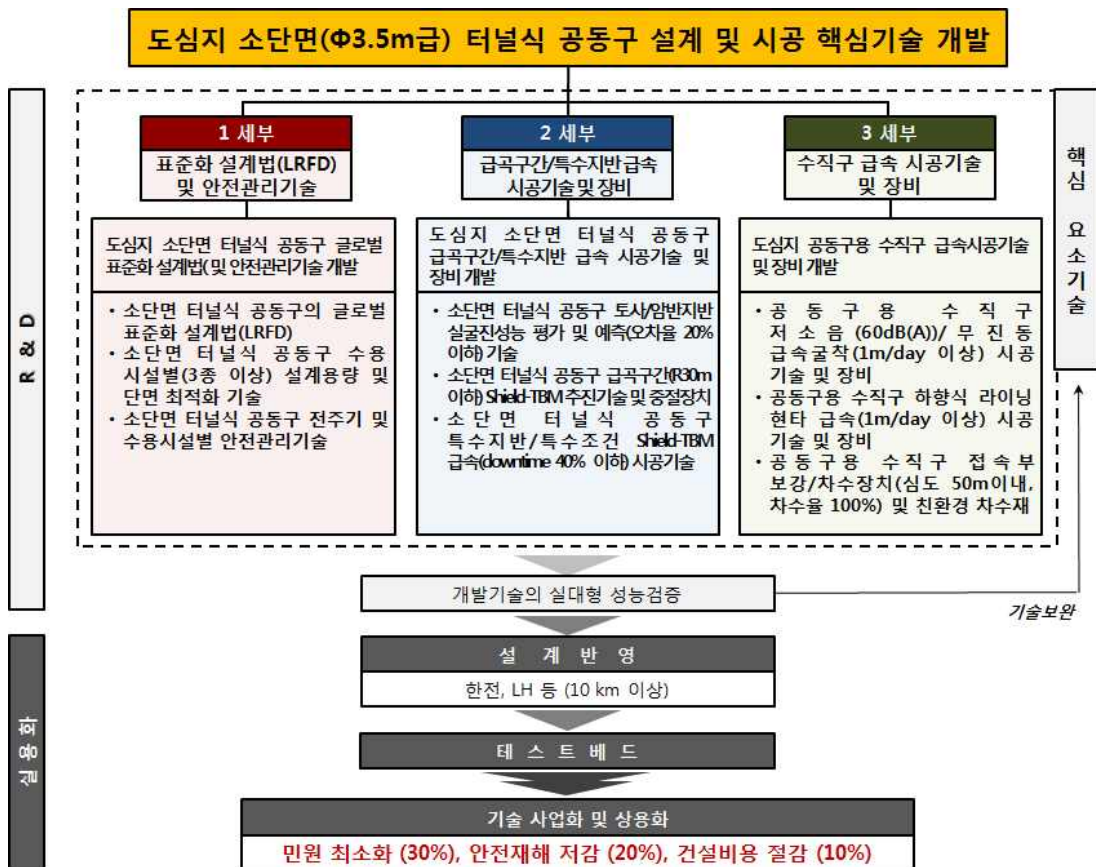 도심지 소단면(Φ3.5m급) 터널식 공동구 설계 및 시공 핵심기술 개발
R & D
핵심 요소기술
1 세부
표준화 설계법(LRFD)
및 안전관리기술
도심지 소단면 터널식 공동구 글로벌
표준화 설계법( 및 안전관리기술 개발
• 소단면 터널식 공동구의 글로벌
표준화 설계법(LRFD)
• 소단면 터널식 공동구 수용
시설별(3종 이상) 설계용량 및
단면 최적화 기술
• 소단면 터널식 공동구 전주기 및
수용시설별 안전관리기술
2 세부
급곡구간/특수지반 급속
시공기술 및 장비
도심지 소단면 터널식 공동구
급곡구간/특수지반 급속 시공기술 및
장비 개발
• 소단면 터널식 공동구 토사/암반지반
실굴진성능 평가 및 예측(오차율 20%
이하) 기술
• 소단면 터널식 공동구 급곡구간(R30m
이하) Shield-TBM 추진기술 및 중절장치
• 소단면 터널식 공동구
특수지반/특수조건 Shield-TBM
급속(downtime 40% 이하) 시공기술
3 세부
수직구 급속 시공기술
및 장비
도심지 공동구용 수직구 급속시공기술
및 장비 개발
• 공동구용 수직구
저소음(60dB(A))/무진동
급속굴착(1m/day 이상) 시공
기술 및 장비
• 공동구용 수직구 하향식 라이닝
현타 급속(1m/day 이상) 시공
기술 및 장비
• 공동구용 수직구 접속부
보강/차수장치(심도 50m이내,
차수율 100%) 및 친환경 차수재
개발기술의 실대형 성능검증
기술보완
실용화
설계반영
한전, LH 등 (10 km 이상)
테스트베드
기술 사업화 및 상용화
민원 최소화 (30%), 안전재해 저감 (20%), 건설비용 절감 (10%)